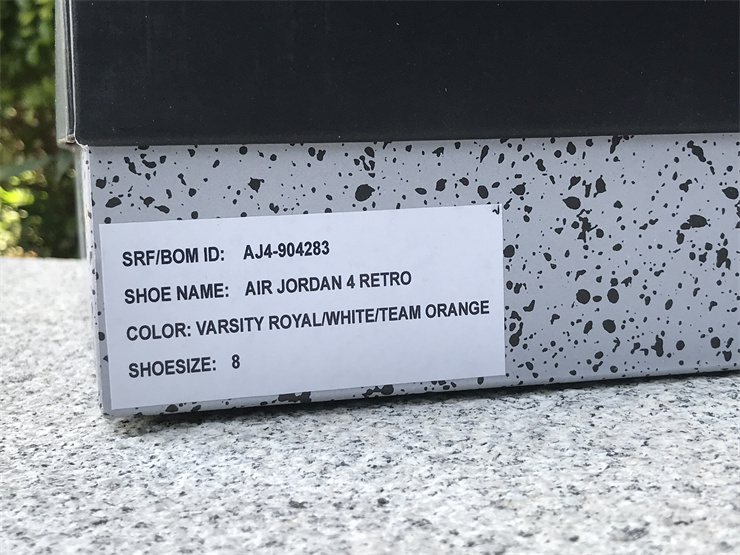 SRF/BOM ID: AJ4-904283
SHOE NAME: AIR JORDAN 4 RETRO
COLOR: VARSITY ROYAL/WHITE/TEAM ORANGE
SHOESIZE: 8